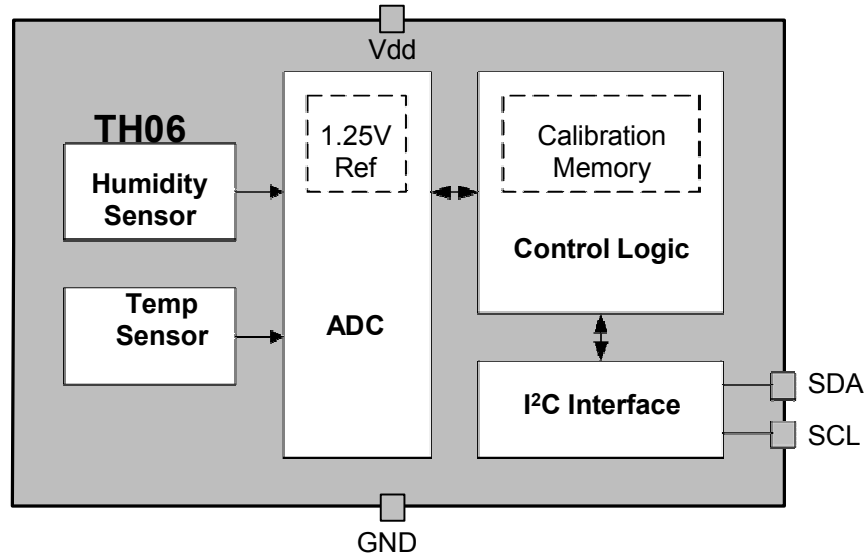 Vdd
TH06
Humidity
Sensor
Temp
Sensor
1.25V
Ref
ADC
Calibration
Memory
Control Logic
I²C Interface
SDA
SCL
GND